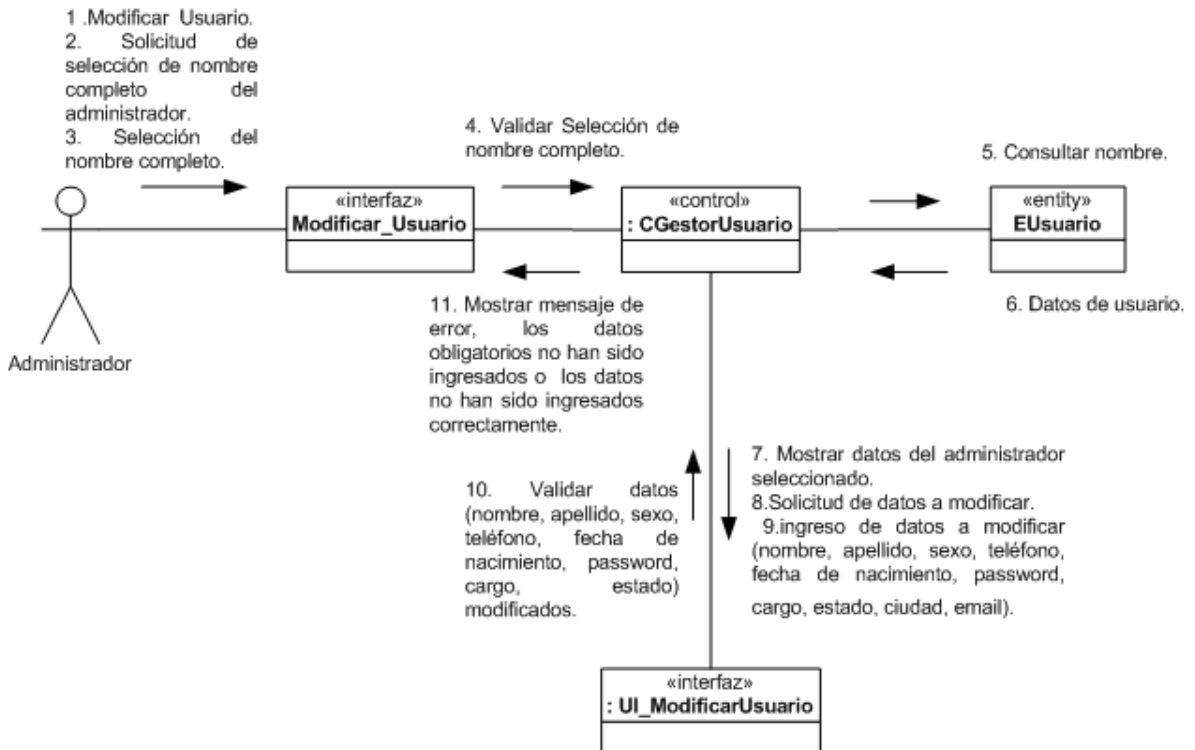 1 .Modificar Usuario.
2. Solicitud de
selección de nombre
completo del
administrador.
3. Selección del
nombre completo.
4. Validar Selección de
nombre completo.
5. Consultar nombre.
«interfaz»
Modificar_Usuario
«control»
: CGestorUsuario
«entity»
EUsuario
Administrador
11. Mostrar mensaje de
error, los datos
obligatorios no han sido
ingresados o los datos
no han sido ingresados
correctamente.
6. Datos de usuario.
10. Validar datos
(nombre, apellido, sexo,
teléfono, fecha de
nacimiento, password,
cargo, estado)
modificados.
7. Mostrar datos del administrador
seleccionado.
8.Solicitud de datos a modificar.
9.ingreso de datos a modificar
(nombre, apellido, sexo, teléfono,
fecha de nacimiento, password,
cargo, estado, ciudad, email).
«interfaz»
: UI_ModificarUsuario